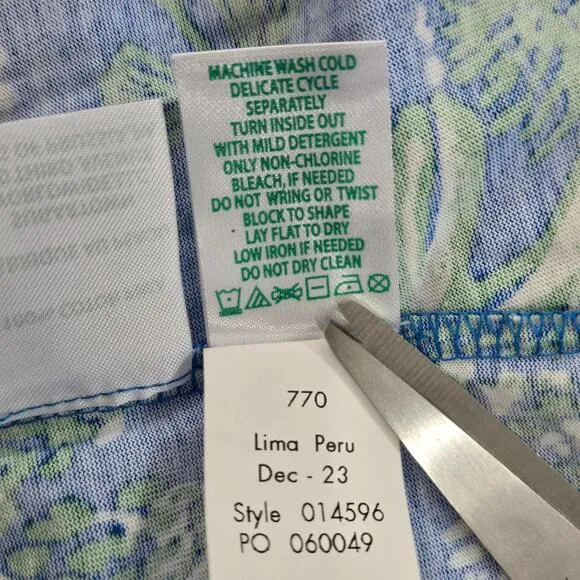 MACHINE WASH COLD
DELICATE CYCLE
SEPARATELY
TURN INSIDE OUT
WITH MILD DETERGENT
ONLY NON-CHLORINE
BLEACH, IF NEEDED
DO NOT WRING OR TWIST
BLOCK TO SHAPE
LAY FLAT TO DRY
LOW IRON IF NEEDED
DO NOT DRY CLEAN
770
Lima Peru
Dec - 23
Style 014596
PO 060049